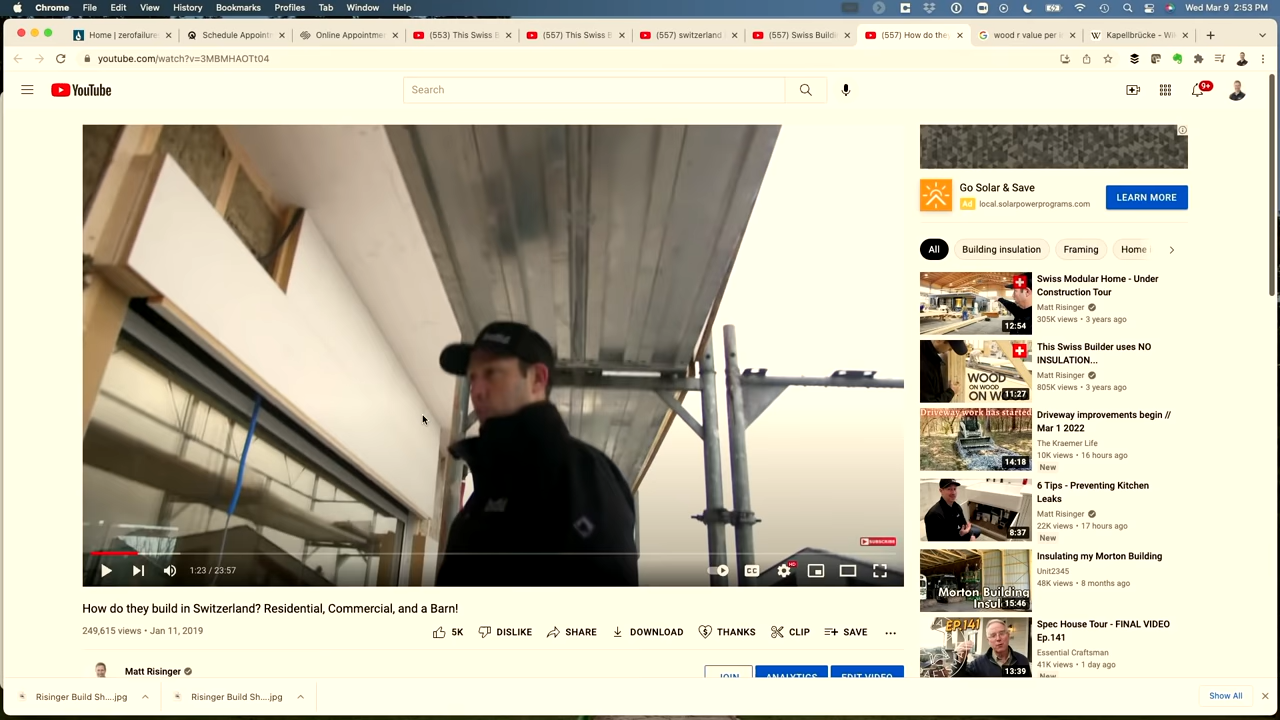 Chrome File Edit View History Bookmarks Profiles Tab Window Help Wed Mar 9 2:53 PM
Home | zerofailure Schedule Appoint Online Appointme (553) This Swiss B (557) This Swiss B (557) switzerland (557) Swiss Buildi (557) How do the wood r value per i Kapellbrücke - Wi
youtube.com/watch?v=3MBMHAOTt04
YouTube
Search
9+
Go Solar & Save
Ad local.solarpowerprograms.com
LEARN MORE
All Building insulation Framing Home
Swiss Modular Home - Under
Construction Tour
Matt Risinger
305K views • 3 years ago
12:54
This Swiss Builder uses NO
INSULATION...
Matt Risinger
805K views • 3 years ago
WOOD
ON WOOD
ON W
11:27
Driveway work has started
Driveway improvements begin //
Mar 1 2022
The Kraemer Life
10K views • 16 hours ago
New
14:18
6 Tips - Preventing Kitchen
Leaks
Matt Risinger
22K views • 17 hours ago
New
8:37
Insulating my Morton Building
Unit2345
48K views • 8 months ago
Morton Building
Insul
15:46
EP.141
Spec House Tour - FINAL VIDEO
Ep.141
Essential Craftsman
41K views • 1 day ago
New
13:39
SUBSCRIBE
1:23 / 23:57
CC
HD
How do they build in Switzerland? Residential, Commercial, and a Barn!
249,615 views • Jan 11, 2019
5K DISLIKE SHARE DOWNLOAD THANKS CLIP SAVE
Matt Risinger
JOIN ANALYTICS EDIT VIDEO
Risinger Build Sh....jpg Risinger Build Sh....jpg Show All